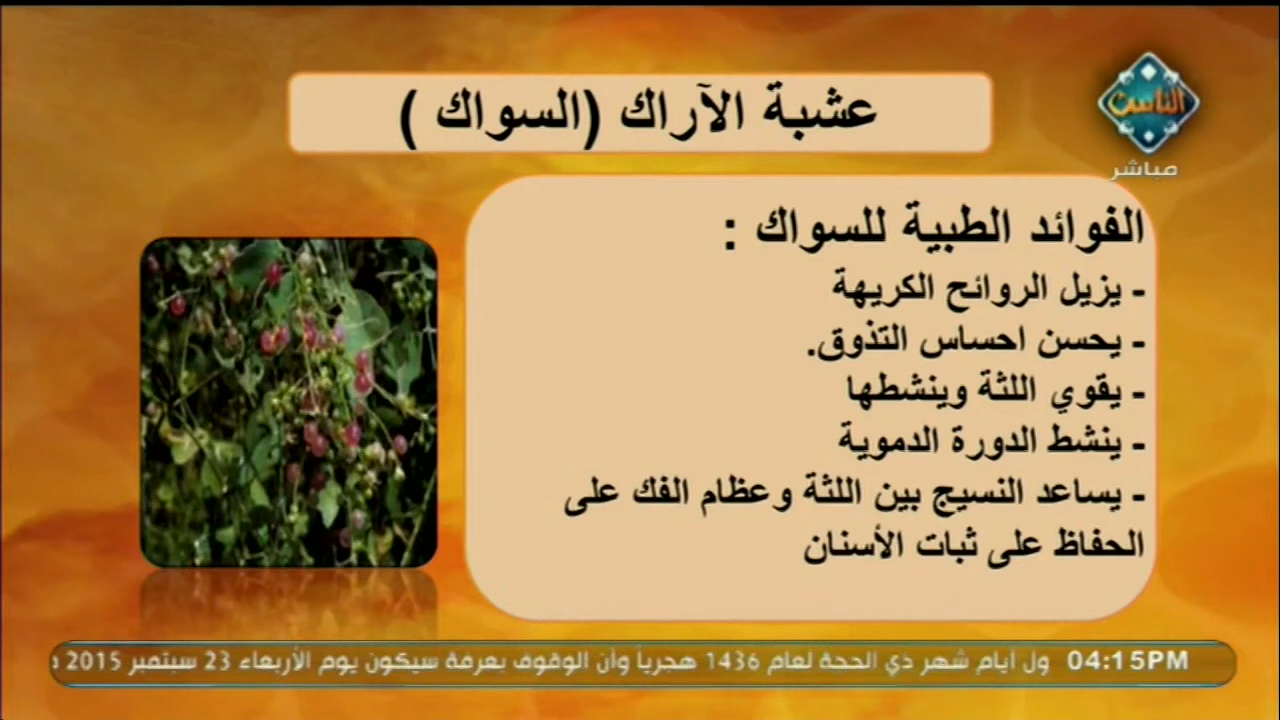 عشبة الآراك (السواك )
الناس
مباشر
الفوائد الطبية للسواك :
- يزيل الروائح الكريهة
- يحسن احساس التذوق.
- يقوي اللثة وينشطها
- ينشط الدورة الدموية
- يساعد النسيج بين اللثة وعظام الفك على
الحفاظ على ثبات الأسنان
04:15PM ول أيام شهر ذي الحجة لعام 1436 هجرياً وأن الوقوف بعرفة سيكون يوم الأربعاء 23 سبتمبر 2015